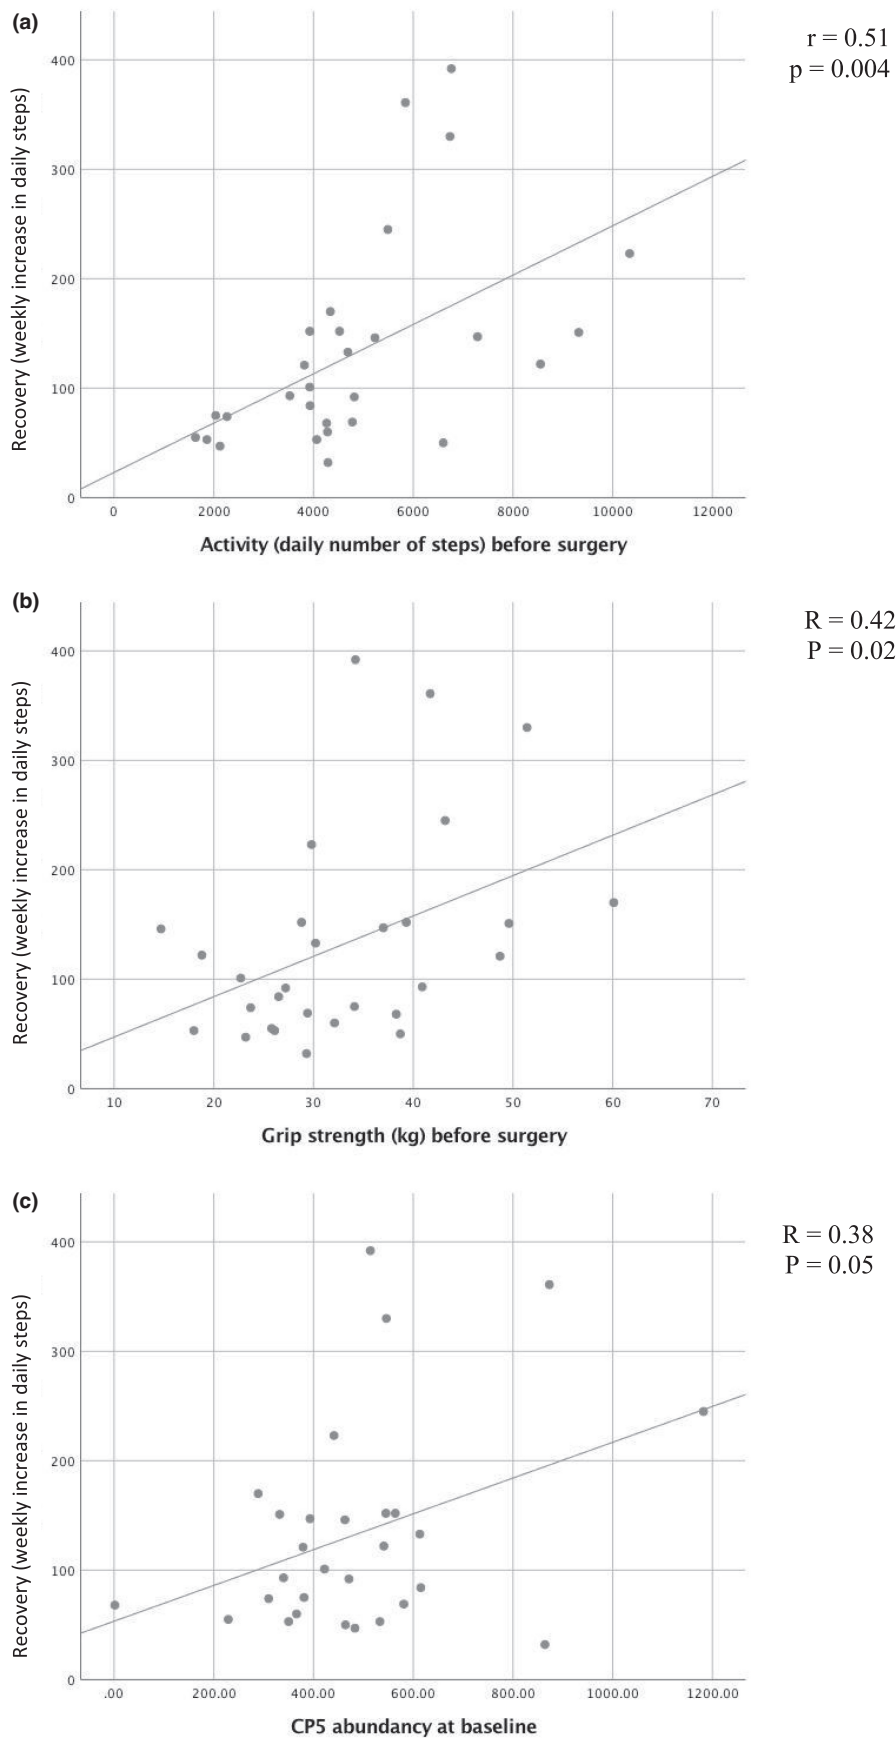 (a)
r = 0.51
p = 0.004
Recovery (weekly increase in daily steps)
400
300
200
100
0
0 2000 4000 6000 8000 10000 12000
Activity (daily number of steps) before surgery
(b)
R = 0.42
P = 0.02
Recovery (weekly increase in daily steps)
400
300
200
100
0
10 20 30 40 50 60 70
Grip strength (kg) before surgery
(c)
R = 0.38
P = 0.05
Recovery (weekly increase in daily steps)
400
300
200
100
0
.00 200.00 400.00 600.00 800.00 1000.00 1200.00
CP5 abundancy at baseline